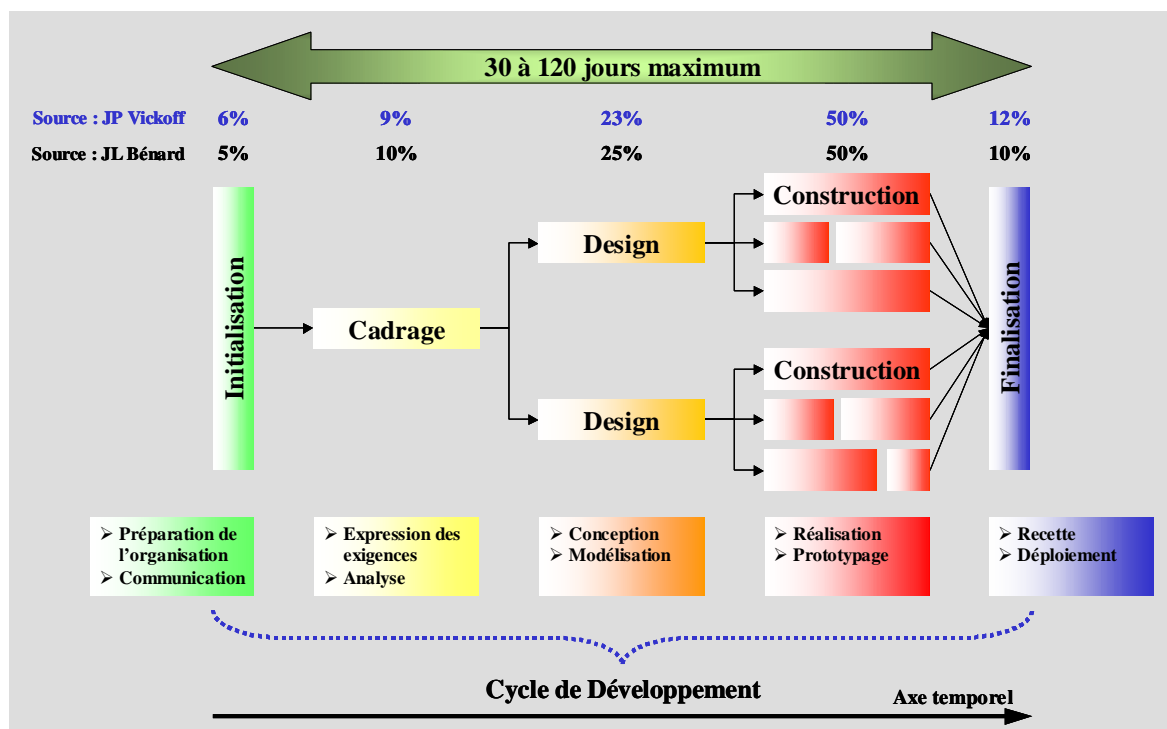 30 à 120 jours maximum
Source : JP Vickoff 6% 9% 23% 50% 12%
Source : JL Bénard 5% 10% 25% 50% 10%
Initialisation
Cadrage
Design
Design
Construction
Construction
Finalisation
➢ Préparation de
l’organisation
➢ Communication
➢ Expression des
exigences
➢ Analyse
➢ Conception
➢ Modélisation
➢ Réalisation
➢ Prototypage
➢ Recette
➢ Déploiement
Cycle de Développement
Axe temporel